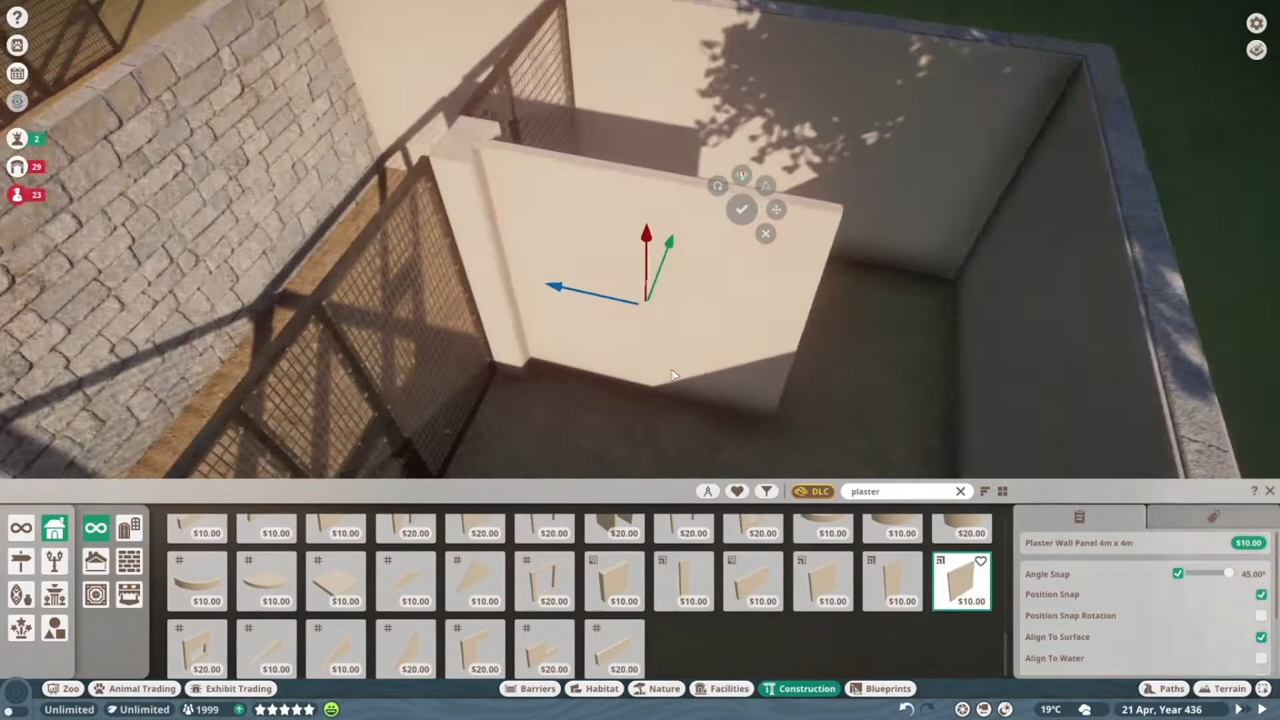 ?
2
29
23
A
DLC
plaster
?
$10.00 $10.00 $10.00 $20.00 $20.00 $20.00 $20.00 $20.00 $20.00 $10.00 $10.00 $20.00
$10.00 $10.00 $10.00 $10.00 $10.00 $20.00 $10.00 $10.00 $10.00 $10.00 $10.00 $10.00
$20.00 $10.00 $10.00 $10.00 $10.00 $20.00 $20.00
Plaster Wall Panel 4m x 4m $10.00
Angle Snap 45.00°
Position Snap
Position Snap Rotation
Align To Surface
Align To Water
Zoo Animal Trading Exhibit Trading Barriers Habitat Nature Facilities Construction Blueprints Paths Terrain
Unlimited Unlimited 1999 19°C 21 Apr, Year 436